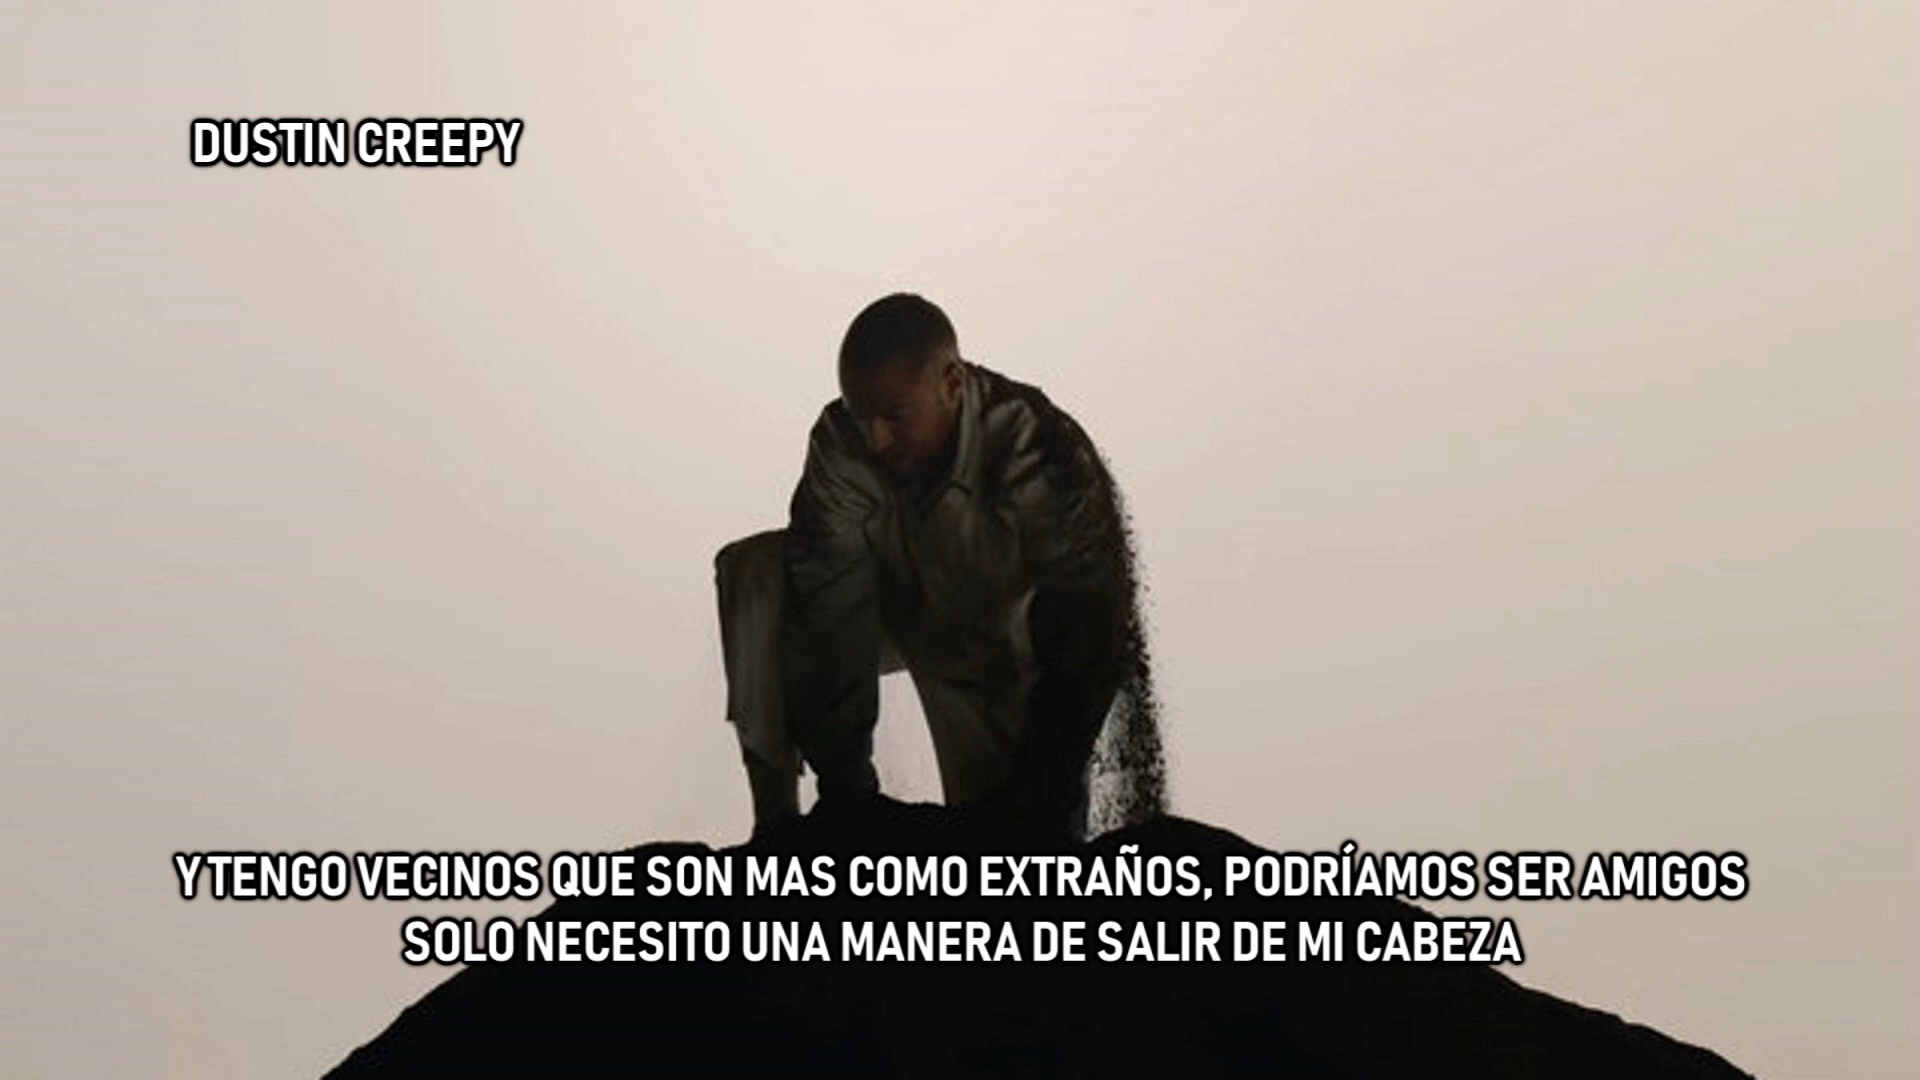 DUSTIN CREEPY
Y TENGO VECINOS QUE SON MAS COMO EXTRAÑOS, PODRÍAMOS SER AMIGOS
SOLO NECESITO UNA MANERA DE SALIR DE MI CABEZA